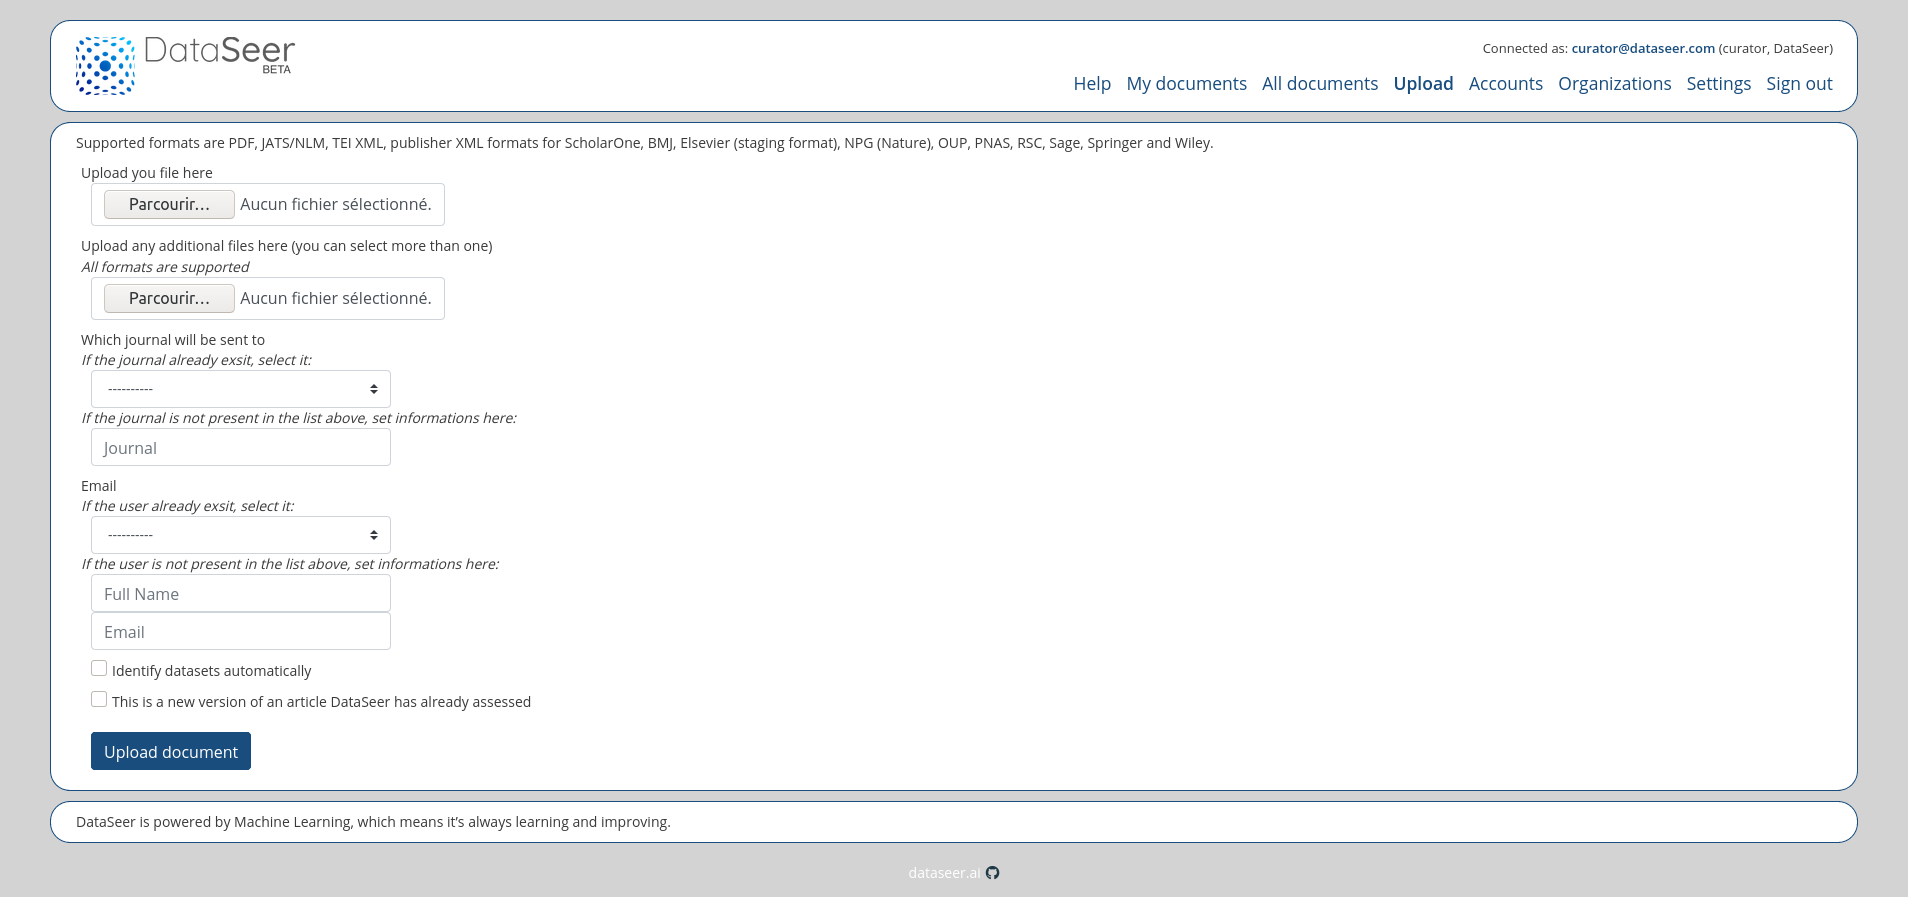 DataSeer
BETA
Connected as: curator@dataseer.com (curator, DataSeer)
Help My documents All documents Upload Accounts Organizations Settings Sign out
Supported formats are PDF, JATS/NLM, TEI XML, publisher XML formats for ScholarOne, BMJ, Elsevier (staging format), NPG (Nature), OUP, PNAS, RSC, Sage, Springer and Wiley.
Upload you file here
Parcourir... Aucun fichier sélectionné.
Upload any additional files here (you can select more than one)
All formats are supported
Parcourir... Aucun fichier sélectionné.
Which journal will be sent to
If the journal already exsit, select it:
----------
If the journal is not present in the list above, set informations here:
Journal
Email
If the user already exsit, select it:
----------
If the user is not present in the list above, set informations here:
Full Name
Email
Identify datasets automatically
This is a new version of an article DataSeer has already assessed
Upload document
DataSeer is powered by Machine Learning, which means it's always learning and improving.
dataseer.ai